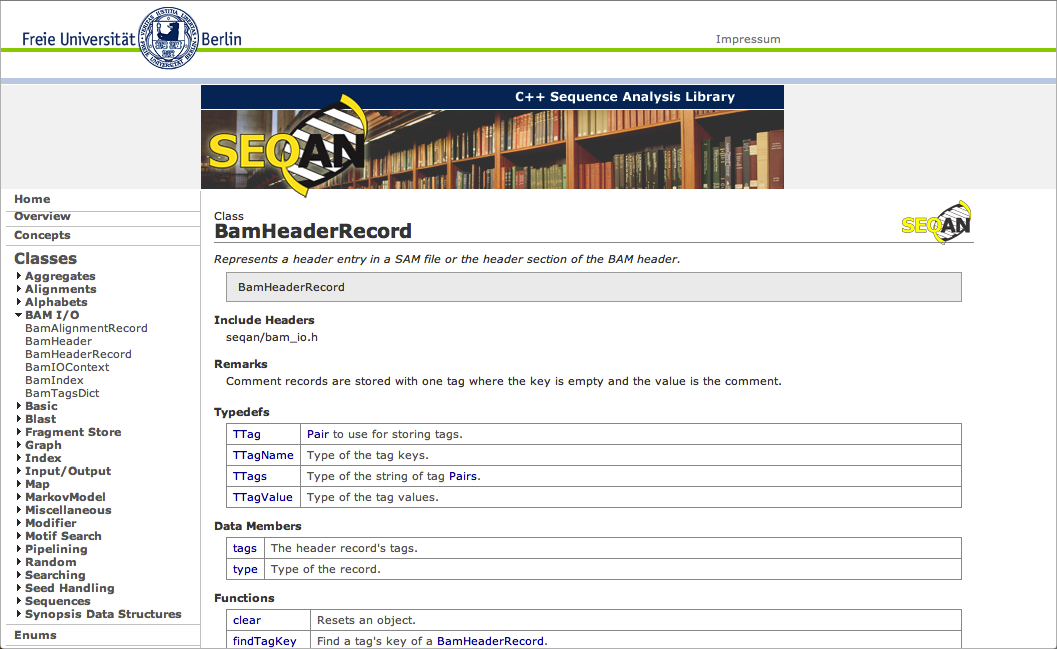 Freie Universität Berlin
Impressum
C++ Sequence Analysis Library
SEQAN
Home
Overview
Concepts
Classes
Aggregates
Alignments
Alphabets
BAM I/O
BamAlignmentRecord
BamHeader
BamHeaderRecord
BamIOContext
BamIndex
BamTagsDict
Basic
Blast
Fragment Store
Graph
Index
Input/Output
Map
MarkovModel
Miscellaneous
Modifier
Motif Search
Pipelining
Random
Searching
Seed Handling
Sequences
Synopsis Data Structures
Enums
Class
BamHeaderRecord
SEQAN
Represents a header entry in a SAM file or the header section of the BAM header.
BamHeaderRecord
Include Headers
seqan/bam_io.h
Remarks
Comment records are stored with one tag where the key is empty and the value is the comment.
Typedefs
TTag Pair to use for storing tags.
TTagName Type of the tag keys.
TTags Type of the string of tag Pairs.
TTagValue Type of the tag values.
Data Members
tags The header record's tags.
type Type of the record.
Functions
clear Resets an object.
findTagKey Find a tag's key of a BamHeaderRecord.